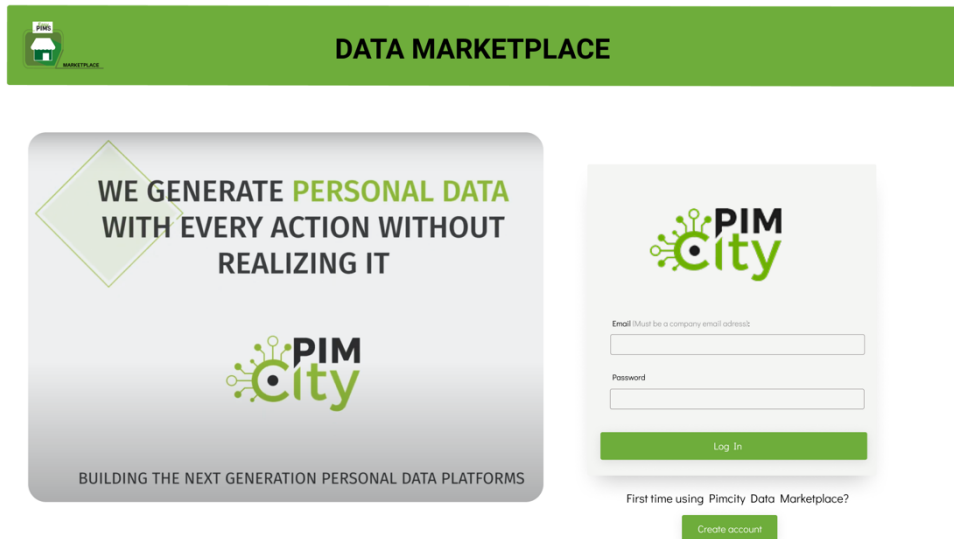 PIMS
MARKETPLACE
DATA MARKETPLACE
WE GENERATE PERSONAL DATA
WITH EVERY ACTION WITHOUT
REALIZING IT
PIM
City
BUILDING THE NEXT GENERATION PERSONAL DATA PLATFORMS
PIM
City
Email (Must be a company email adress):
Password
Log In
First time using Pimcity Data Marketplace?
Create account